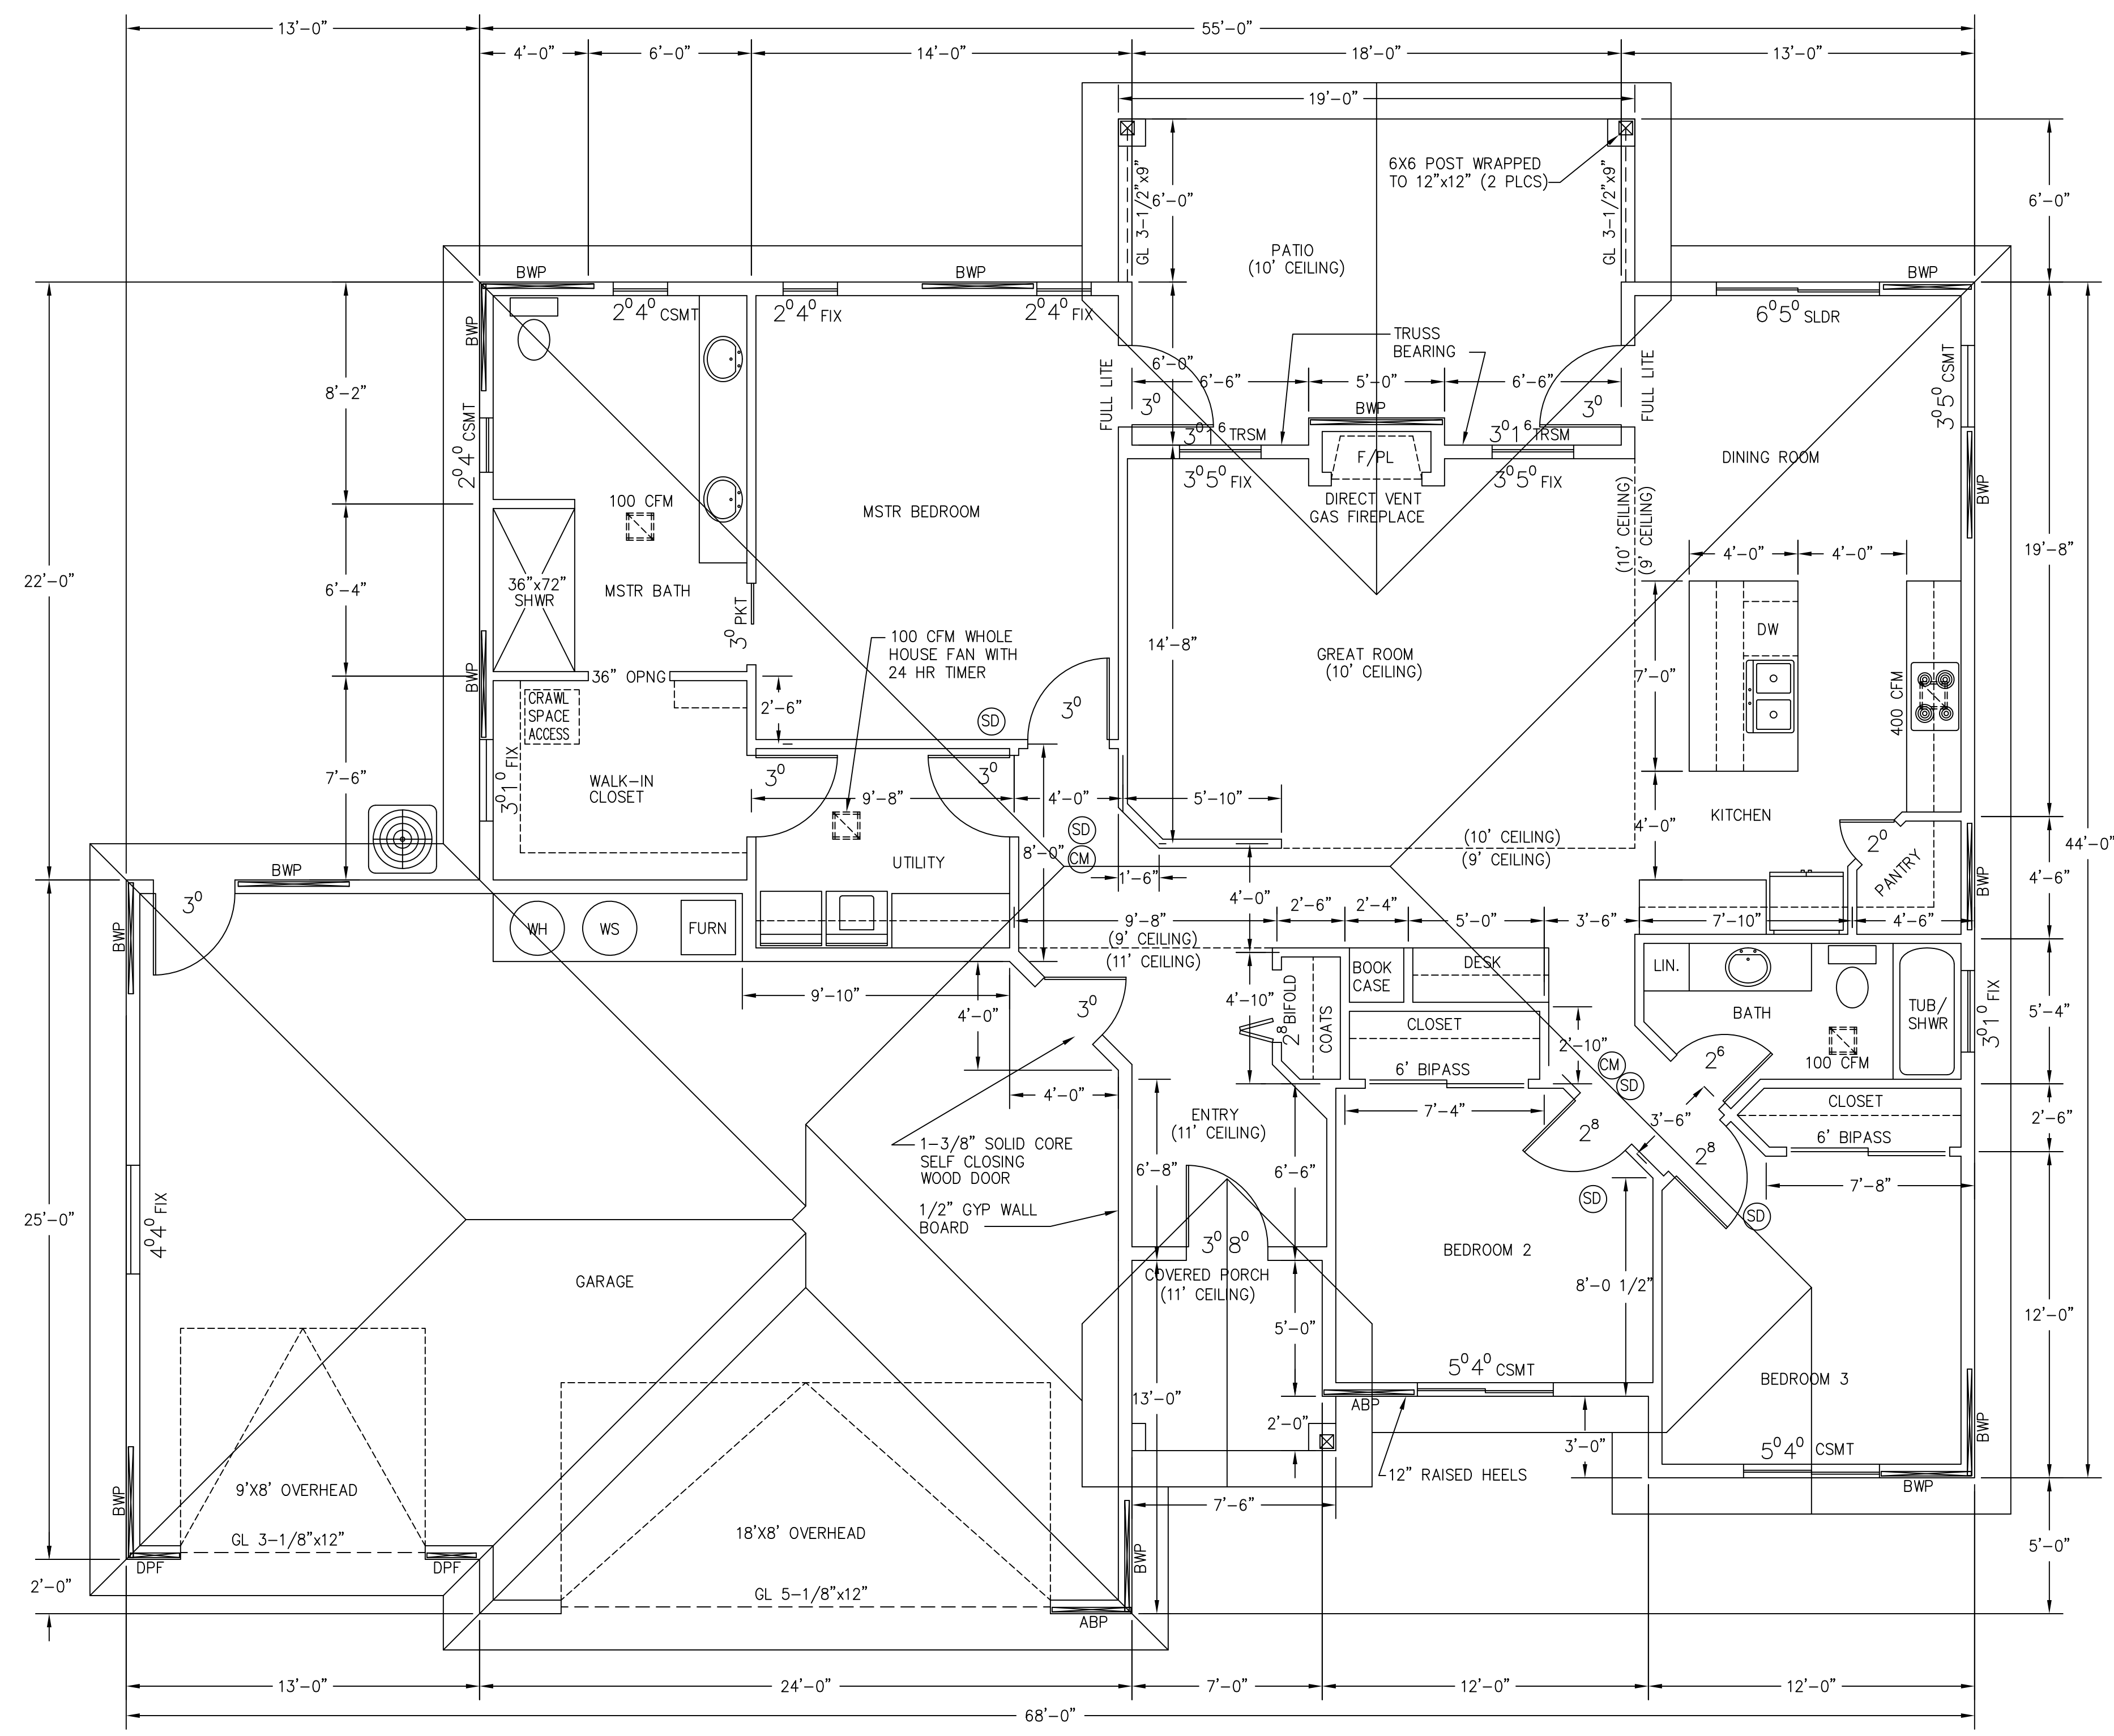 13'-0"
55'-0"
4'-0"
6'-0"
14'-0"
18'-0"
13'-0"
19'-0"
6X6 POST WRAPPED
TO 12"x12" (2 PLCS)
GL 3-1/2"x9"
6'-0"
GL 3-1/2"x9"
6'-0"
PATIO
(10' CEILING)
BWP
BWP
BWP
2⁰4⁰ CSMT
2⁰4⁰ FIX
2⁰4⁰ FIX
6⁰5⁰ SLDR
BWP
TRUSS
BEARING
FULL LITE
6'-0"
6'-6"
5'-0"
6'-6"
FULL LITE
3⁰5⁰ CSMT
8'-2"
3⁰
BWP
3⁰
3⁰1⁶ TRSM
3⁰1⁶ TRSM
2⁰4⁰ CSMT
F/PL
3⁰5⁰ FIX
3⁰5⁰ FIX
DIRECT VENT
GAS FIREPLACE
DINING ROOM
BWP
100 CFM
MSTR BEDROOM
(10' CEILING)
(9' CEILING)
4'-0"
4'-0"
19'-8"
22'-0"
6'-4"
36"x72"
SHWR
MSTR BATH
3⁰ PKT
100 CFM WHOLE
HOUSE FAN WITH
24 HR TIMER
14'-8"
GREAT ROOM
(10' CEILING)
DW
7'-0"
400 CFM
44'-0"
BWP
36" OPNG
CRAWL
SPACE
ACCESS
2'-6"
SD
3⁰
7'-6"
3⁰1⁰ FIX
WALK-IN
CLOSET
3⁰
3⁰
9'-8"
4'-0"
5'-10"
KITCHEN
4'-0"
SD
CM
8'-0"
(10' CEILING)
(9' CEILING)
2⁰
PANTRY
4'-6"
BWP
UTILITY
1'-6"
4'-0"
BWP
3⁰
BWP
WH
WS
FURN
9'-8"
2'-6"
2'-4"
5'-0"
3'-6"
7'-10"
4'-6"
(9' CEILING)
(11' CEILING)
9'-10"
4'-0"
3⁰
4'-10"
2⁸ BIFOLD
COATS
BOOK
CASE
DESK
CLOSET
6' BIPASS
2'-10"
LIN.
BATH
TUB/
SHWR
3⁰1⁰ FIX
5'-4"
100 CFM
2⁶
CM
SD
4'-0"
7'-4"
ENTRY
(11' CEILING)
3'-6"
CLOSET
6' BIPASS
2'-6"
2⁸
2⁸
1-3/8" SOLID CORE
SELF CLOSING
WOOD DOOR
6'-8"
6'-6"
7'-8"
SD
SD
1/2" GYP WALL
BOARD
25'-0"
4⁰4⁰ FIX
3⁰8⁰
BEDROOM 2
GARAGE
COVERED PORCH
(11' CEILING)
8'-0 1/2"
12'-0"
5'-0"
5⁰4⁰ CSMT
BEDROOM 3
13'-0"
ABP
2'-0"
3'-0"
5⁰4⁰ CSMT
BWP
12" RAISED HEELS
BWP
BWP
9'X8' OVERHEAD
7'-6"
18'X8' OVERHEAD
GL 3-1/8"x12"
5'-0"
BWP
DPF
DPF
2'-0"
GL 5-1/8"x12"
ABP
13'-0"
24'-0"
7'-0"
12'-0"
12'-0"
68'-0"